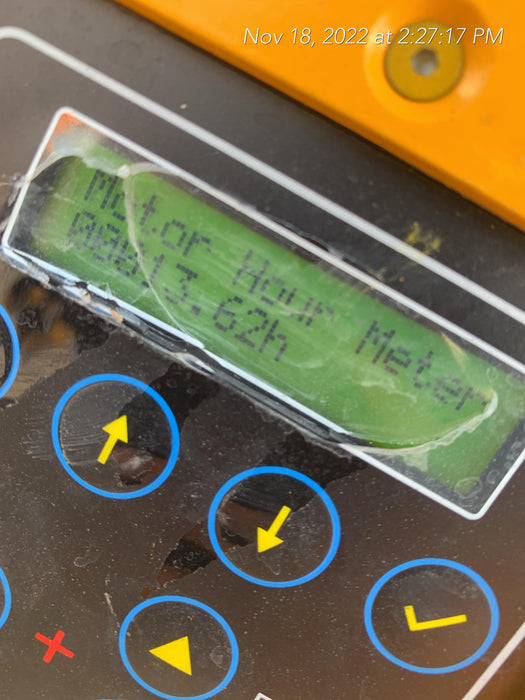 Nov 18, 2022 at 2:27:17 PM
Motor Hour Meter
00013.62h